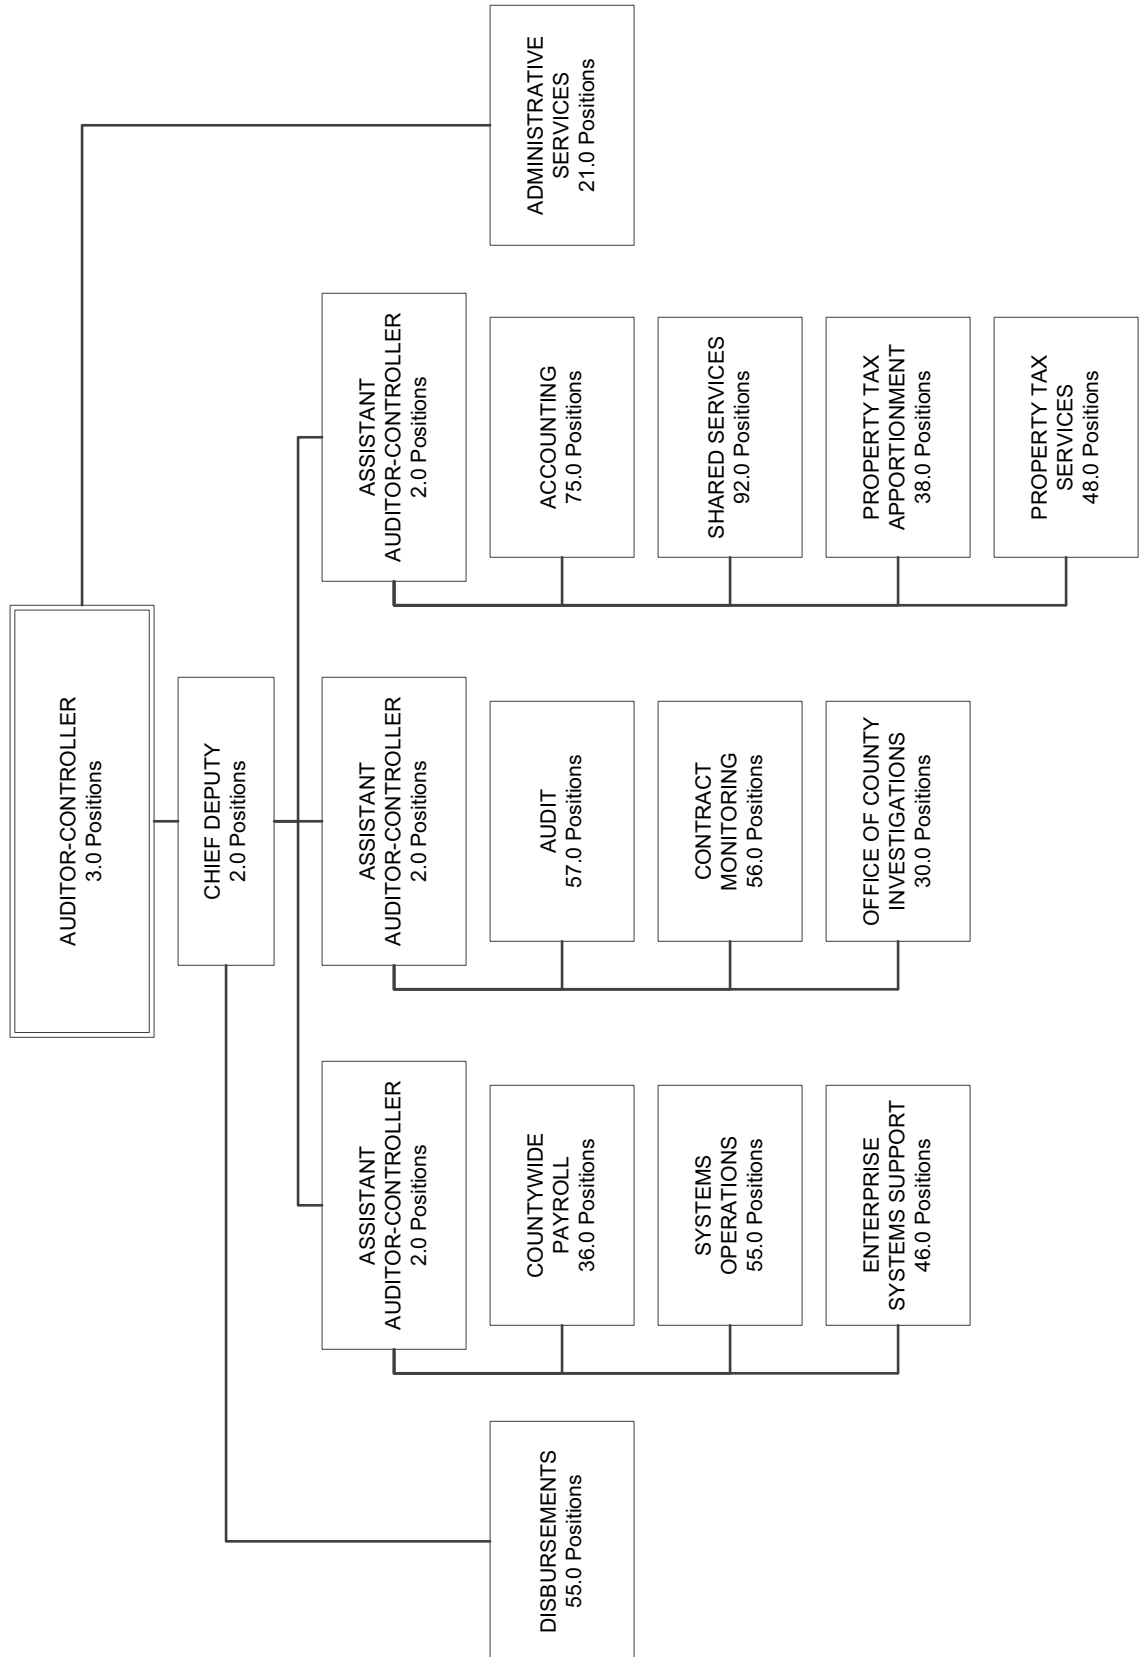 AUDITOR-CONTROLLER
3.0 Positions
CHIEF DEPUTY
2.0 Positions
DISBURSEMENTS
55.0 Positions
ASSISTANT
AUDITOR-CONTROLLER
2.0 Positions
COUNTYWIDE
PAYROLL
36.0 Positions
SYSTEMS
OPERATIONS
55.0 Positions
ENTERPRISE
SYSTEMS SUPPORT
46.0 Positions
ASSISTANT
AUDITOR-CONTROLLER
2.0 Positions
AUDIT
57.0 Positions
CONTRACT
MONITORING
56.0 Positions
OFFICE OF COUNTY
INVESTIGATIONS
30.0 Positions
ASSISTANT
AUDITOR-CONTROLLER
2.0 Positions
ACCOUNTING
75.0 Positions
SHARED SERVICES
92.0 Positions
PROPERTY TAX
APPORTIONMENT
38.0 Positions
PROPERTY TAX
SERVICES
48.0 Positions
ADMINISTRATIVE
SERVICES
21.0 Positions